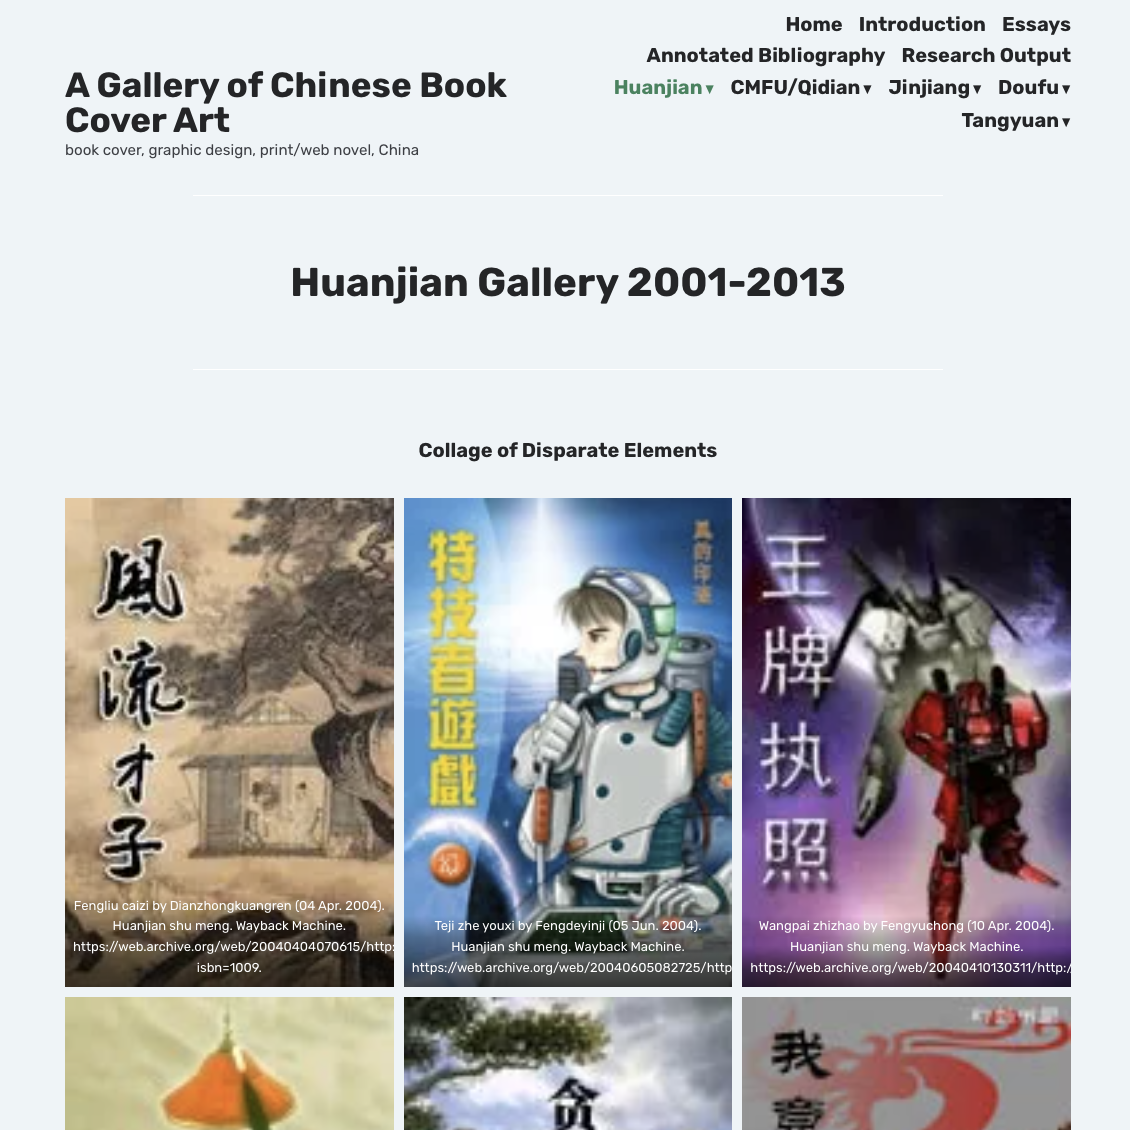 Home Introduction Essays
Annotated Bibliography Research Output
Huanjian ▾ CMFU/Qidian ▾ Jinjiang ▾ Doufu ▾
Tangyuan ▾
A Gallery of Chinese Book
Cover Art
book cover, graphic design, print/web novel, China
Huanjian Gallery 2001-2013
Collage of Disparate Elements
風流才子
Fengliu caizi by Dianzhongkuangren (04 Apr. 2004).
Huanjian shu meng. Wayback Machine.
https://web.archive.org/web/20040404070615/http:
isbn=1009.
特技者遊戲
風的印迹
幻
Teji zhe youxi by Fengdeyinji (05 Jun. 2004).
Huanjian shu meng. Wayback Machine.
https://web.archive.org/web/20040605082725/http
王牌执照
Wangpai zhizhao by Fengyuchong (10 Apr. 2004).
Huanjian shu meng. Wayback Machine.
https://web.archive.org/web/20040410130311/http:/
贪
我意